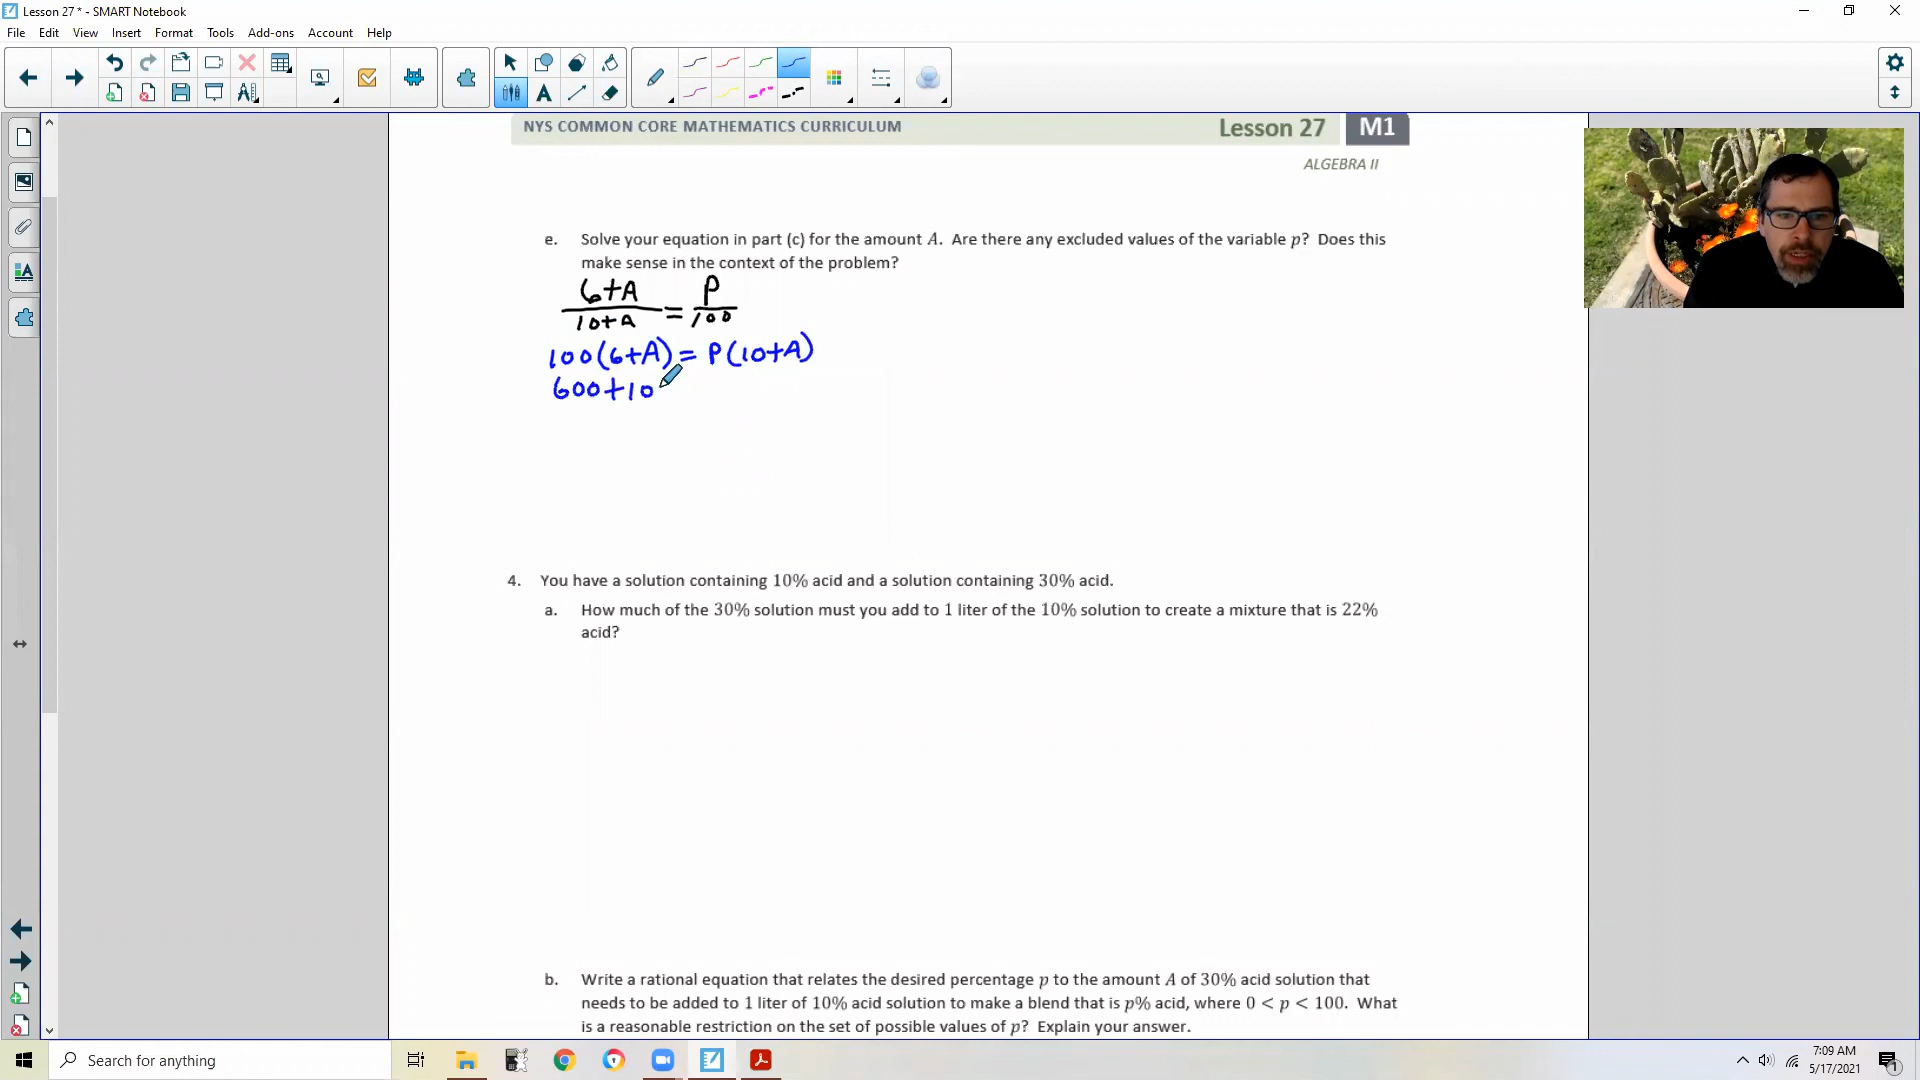 Lesson 27 * - SMART Notebook
File Edit View Insert Format Tools Add-ons Account Help
NYS COMMON CORE MATHEMATICS CURRICULUM
Lesson 27
M1
ALGEBRA II
e. Solve your equation in part (c) for the amount A. Are there any excluded values of the variable p? Does this
make sense in the context of the problem?
6+A / 10+A = P / 100
100(6+A) = P(10+A)
600+10
4. You have a solution containing 10% acid and a solution containing 30% acid.
a. How much of the 30% solution must you add to 1 liter of the 10% solution to create a mixture that is 22%
acid?
b. Write a rational equation that relates the desired percentage p to the amount A of 30% acid solution that
needs to be added to 1 liter of 10% acid solution to make a blend that is p% acid, where 0 < p < 100. What
is a reasonable restriction on the set of possible values of p? Explain your answer.
Search for anything
7:09 AM
5/17/2021
1